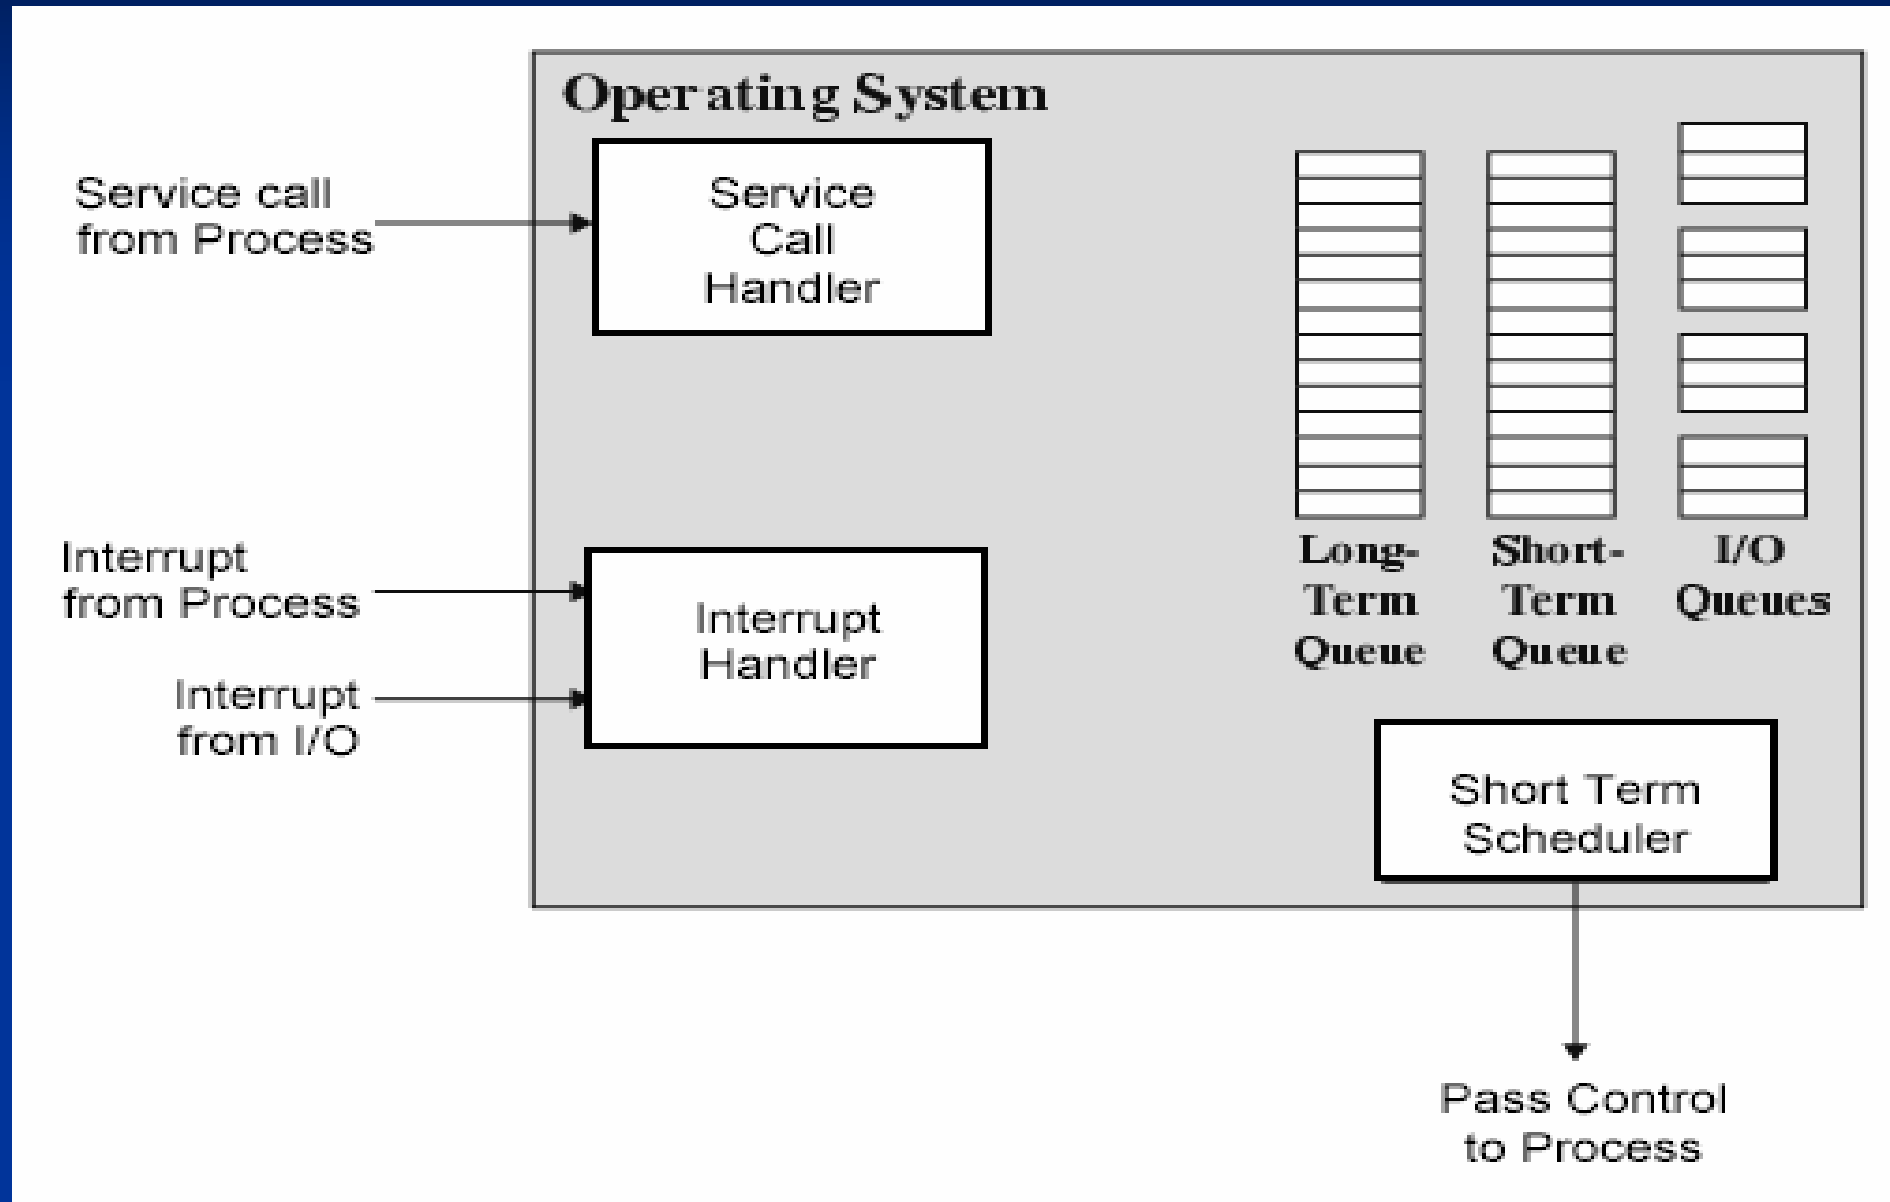 Operating System
Service call
from Process
Service
Call
Handler
Interrupt
from Process
Interrupt
from I/O
Interrupt
Handler
Long-
Term
Queue
Short-
Term
Queue
I/O
Queues
Short Term
Scheduler
Pass Control
to Process